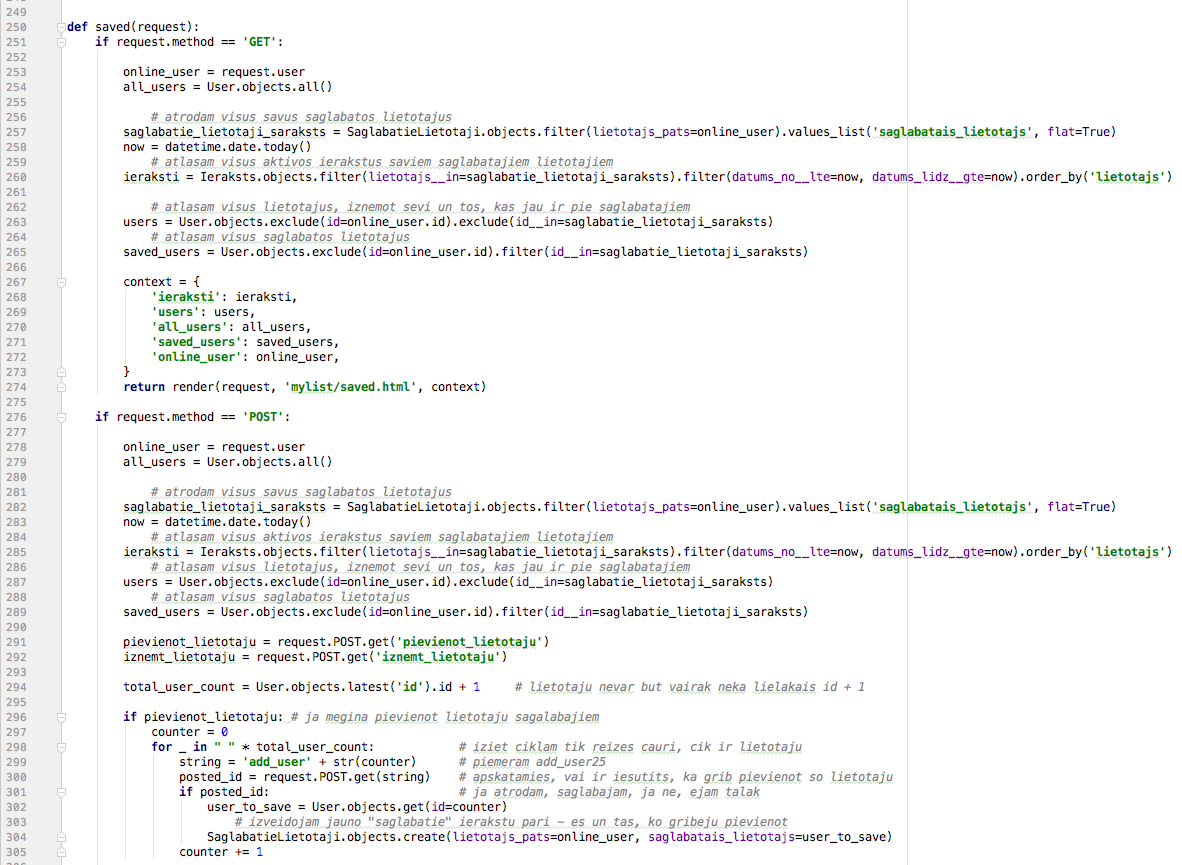 249
250 def saved(request):
251     if request.method == 'GET':
252
253         online_user = request.user
254         all_users = User.objects.all()
255
256             # atrodam visus savus saglabatos lietotajus
257         saglabatie_lietotaji_saraksts = SaglabatieLietotaji.objects.filter(lietotajs_pats=online_user).values_list('saglabatais_lietotajs', flat=True)
258         now = datetime.date.today()
259             # atlasam visus aktivos ierakstus saviem saglabatajiem lietotajiem
260         ieraksti = Ieraksts.objects.filter(lietotajs__in=saglabatie_lietotaji_saraksts).filter(datums_no__lte=now, datums_lidz__gte=now).order_by('lietotajs')
261
262             # atlasam visus lietotajus, iznemot sevi un tos, kas jau ir pie saglabatajiem
263         users = User.objects.exclude(id=online_user.id).exclude(id__in=saglabatie_lietotaji_saraksts)
264             # atlasam visus saglabatos lietotajus
265         saved_users = User.objects.exclude(id=online_user.id).filter(id__in=saglabatie_lietotaji_saraksts)
266
267         context = {
268             'ieraksti': ieraksti,
269             'users': users,
270             'all_users': all_users,
271             'saved_users': saved_users,
272             'online_user': online_user,
273         }
274         return render(request, 'mylist/saved.html', context)
275
276     if request.method == 'POST':
277
278         online_user = request.user
279         all_users = User.objects.all()
280
281             # atrodam visus savus saglabatos lietotajus
282         saglabatie_lietotaji_saraksts = SaglabatieLietotaji.objects.filter(lietotajs_pats=online_user).values_list('saglabatais_lietotajs', flat=True)
283         now = datetime.date.today()
284             # atlasam visus aktivos ierakstus saviem saglabatajiem lietotajiem
285         ieraksti = Ieraksts.objects.filter(lietotajs__in=saglabatie_lietotaji_saraksts).filter(datums_no__lte=now, datums_lidz__gte=now).order_by('lietotajs')
286             # atlasam visus lietotajus, iznemot sevi un tos, kas jau ir pie saglabatajiem
287         users = User.objects.exclude(id=online_user.id).exclude(id__in=saglabatie_lietotaji_saraksts)
288             # atlasam visus saglabatos lietotajus
289         saved_users = User.objects.exclude(id=online_user.id).filter(id__in=saglabatie_lietotaji_saraksts)
290
291         pievienot_lietotaju = request.POST.get('pievienot_lietotaju')
292         iznemt_lietotaju = request.POST.get('iznemt_lietotaju')
293
294         total_user_count = User.objects.latest('id').id + 1     # lietotaju nevar but vairak neka lielakais id + 1
295
296         if pievienot_lietotaju: # ja megina pievienot lietotaju sagalabajiem
297             counter = 0
298             for _ in " " * total_user_count:            # iziet ciklam tik reizes cauri, cik ir lietotaju
299                 string = 'add_user' + str(counter)      # piemeram add_user25
300                 posted_id = request.POST.get(string)    # apskatamies, vai ir iesutits, ka grib pievienot so lietotaju
301                 if posted_id:                           # ja atrodam, saglabajam, ja ne, ejam talak
302                     user_to_save = User.objects.get(id=counter)
303                         # izveidojam jauno "saglabatie" ierakstu pari – es un tas, ko gribeju pievienot
304                     SaglabatieLietotaji.objects.create(lietotajs_pats=online_user, saglabatais_lietotajs=user_to_save)
305                 counter += 1